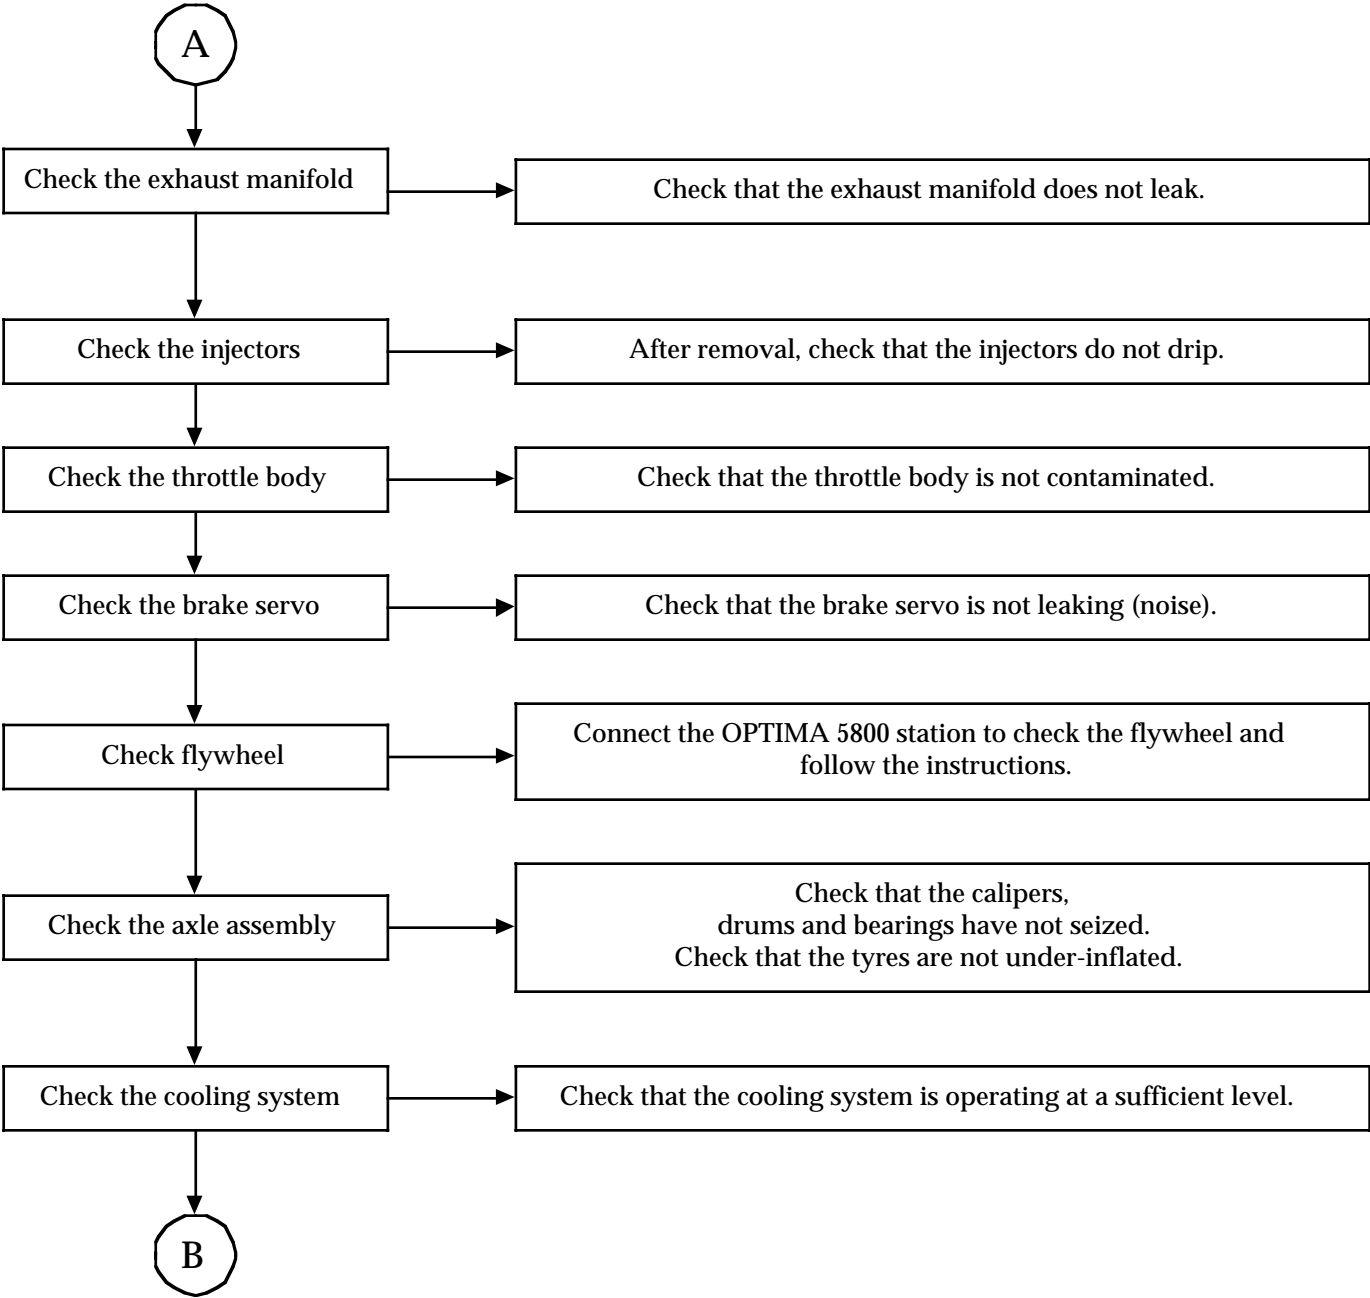 A
Check the exhaust manifold
Check that the exhaust manifold does not leak.
Check the injectors
After removal, check that the injectors do not drip.
Check the throttle body
Check that the throttle body is not contaminated.
Check the brake servo
Check that the brake servo is not leaking (noise).
Check flywheel
Connect the OPTIMA 5800 station to check the flywheel and
follow the instructions.
Check the axle assembly
Check that the calipers,
drums and bearings have not seized.
Check that the tyres are not under-inflated.
Check the cooling system
Check that the cooling system is operating at a sufficient level.
B